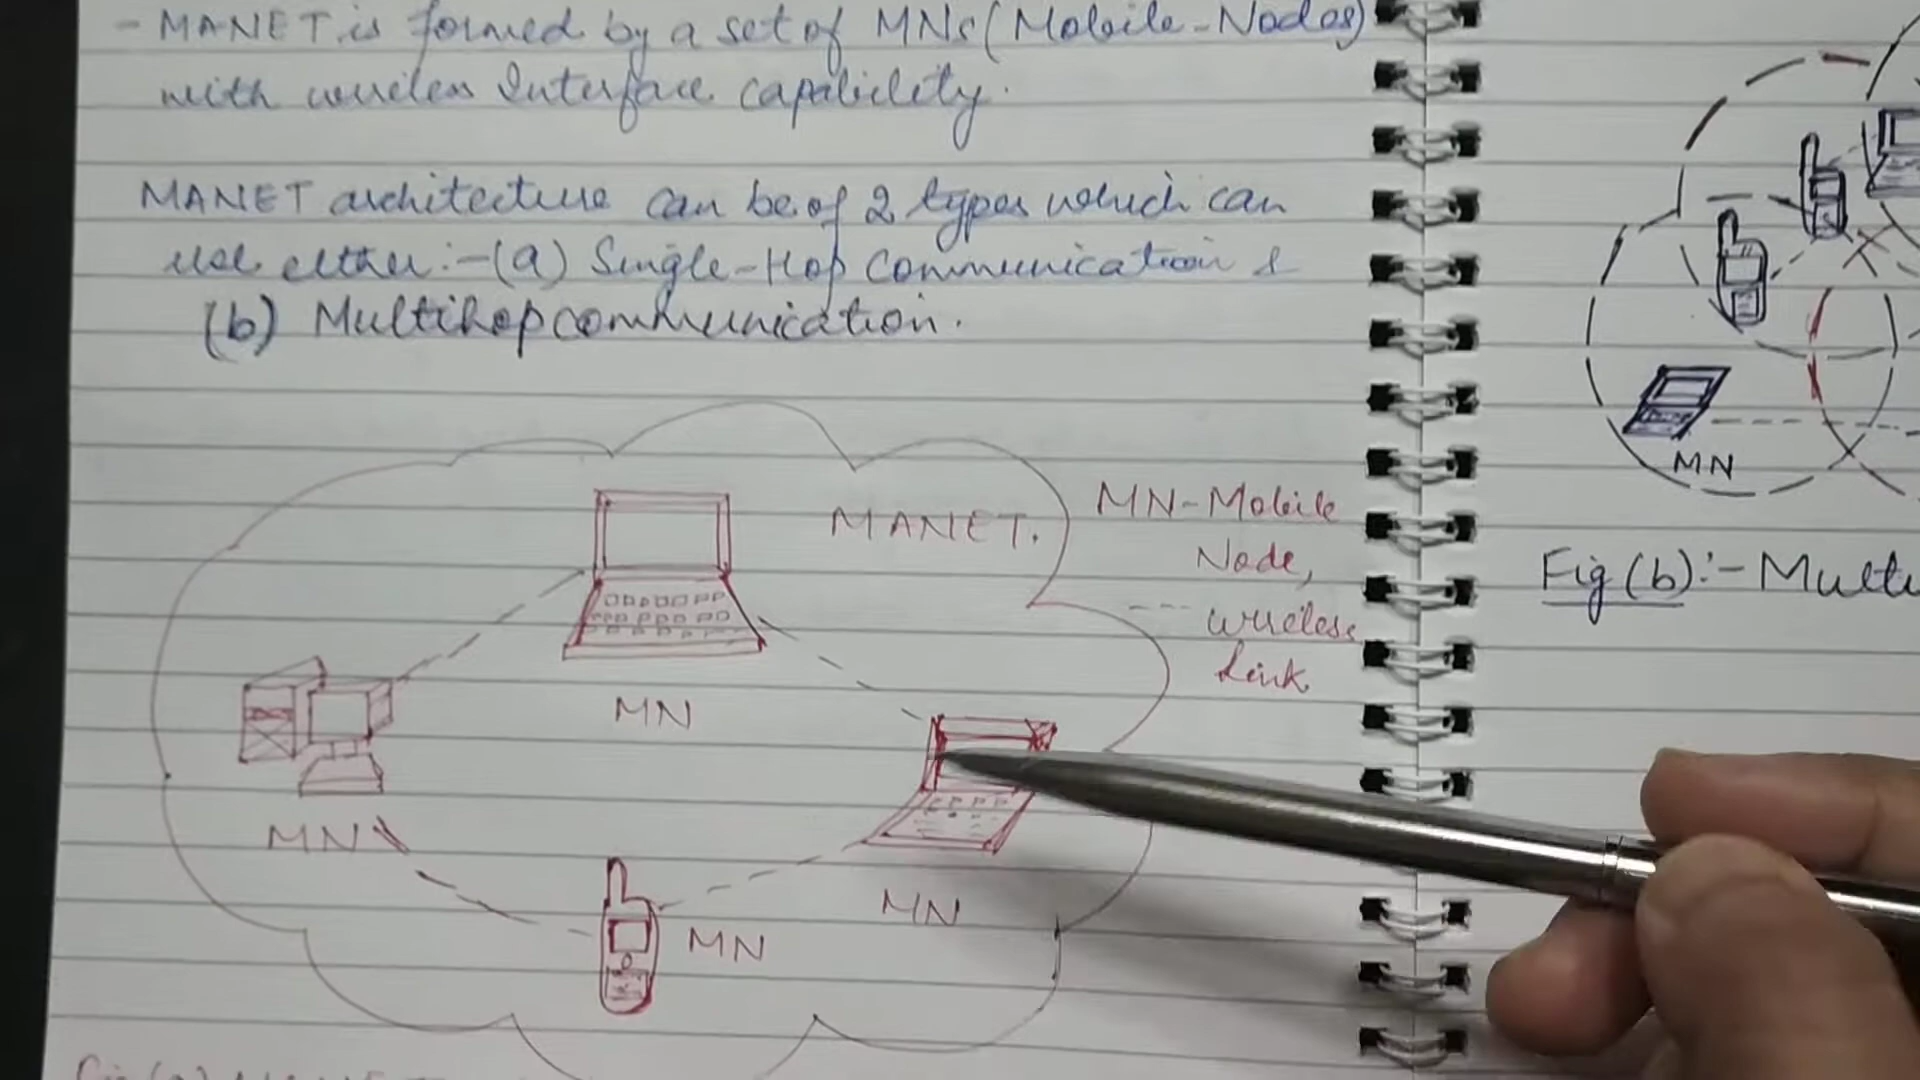 - MANET is formed by a set of MNs (Mobile-Nodes)
with wireless Interface capability.
MANET architecture can be of 2 types which can
use either:- (a) Single-Hop Communication &
(b) Multihop communication.
MANET.
MN
MN
MN
MN
MN - Mobile
Node,
--- wireless
Link
MN
Fig (b):- Multi